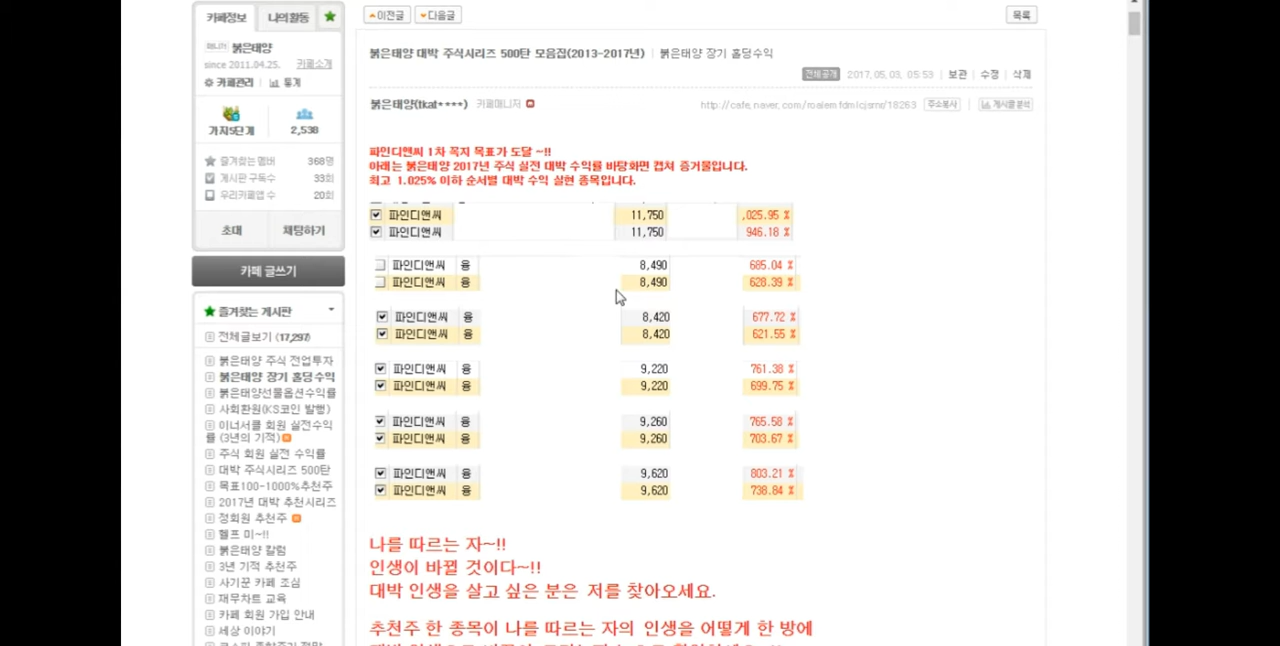 카페정보 나의활동
매니저 붉은태양
since 2011.04.25. 카페소개
카페관리 통계
가지5단계 2,538
즐겨찾는 멤버 368명
게시판 구독수 33회
우리카페앱 수 20회
초대 채팅하기
카페 글쓰기
즐겨찾는 게시판
전체글보기 (17,297)
붉은태양 주식 전업투자
붉은태양 장기 홀딩수익
붉은태양선물옵션수익률
사회환원(KS코인 발행)
이너서클 회원 실전수익
률 (3년의 기적)
주식 회원 실전 수익률
대박 주식시리즈 500탄
목표100-1000%추천주
2017년 대박 추천시리즈
정회원 추천주
헬프 미~!!
붉은태양 칼럼
3년 기적 추천주
사기꾼 카페 조심
재무차트 교육
카페 회원 가입 안내
세상 이야기
이전글 다음글 목록
붉은태양 대박 주식시리즈 500탄 모음집(2013-2017년) | 붉은태양 장기 홀딩수익
전체공개 2017.05.03. 05:53 | 보관 | 수정 | 삭제
붉은태양(tkat****) 카페매니저
http://cafe.naver.com/roalemfdmlcjsrnr/18263 주소복사 게시물 분석
파인디앤씨 1차 꼭지 목표가 도달 ~!!
아래는 붉은태양 2017년 주식 실전 대박 수익률 바탕화면 캡쳐 증거물입니다.
최고 1.025% 이하 순서별 대박 수익 실현 종목입니다.
파인디앤씨 11,750 ,025.95 %
파인디앤씨 11,750 946.18 %
파인디앤씨 융 8,490 685.04 %
파인디앤씨 융 8,490 628.39 %
파인디앤씨 융 8,420 677.72 %
파인디앤씨 융 8,420 621.55 %
파인디앤씨 융 9,220 761.38 %
파인디앤씨 융 9,220 699.75 %
파인디앤씨 융 9,260 765.58 %
파인디앤씨 융 9,260 703.67 %
파인디앤씨 융 9,620 803.21 %
파인디앤씨 융 9,620 738.84 %
나를 따르는 자~!!
인생이 바뀔 것이다~!!
대박 인생을 살고 싶은 분은 저를 찾아오세요.
추천주 한 종목이 나를 따르는 자의 인생을 어떻게 한 방에